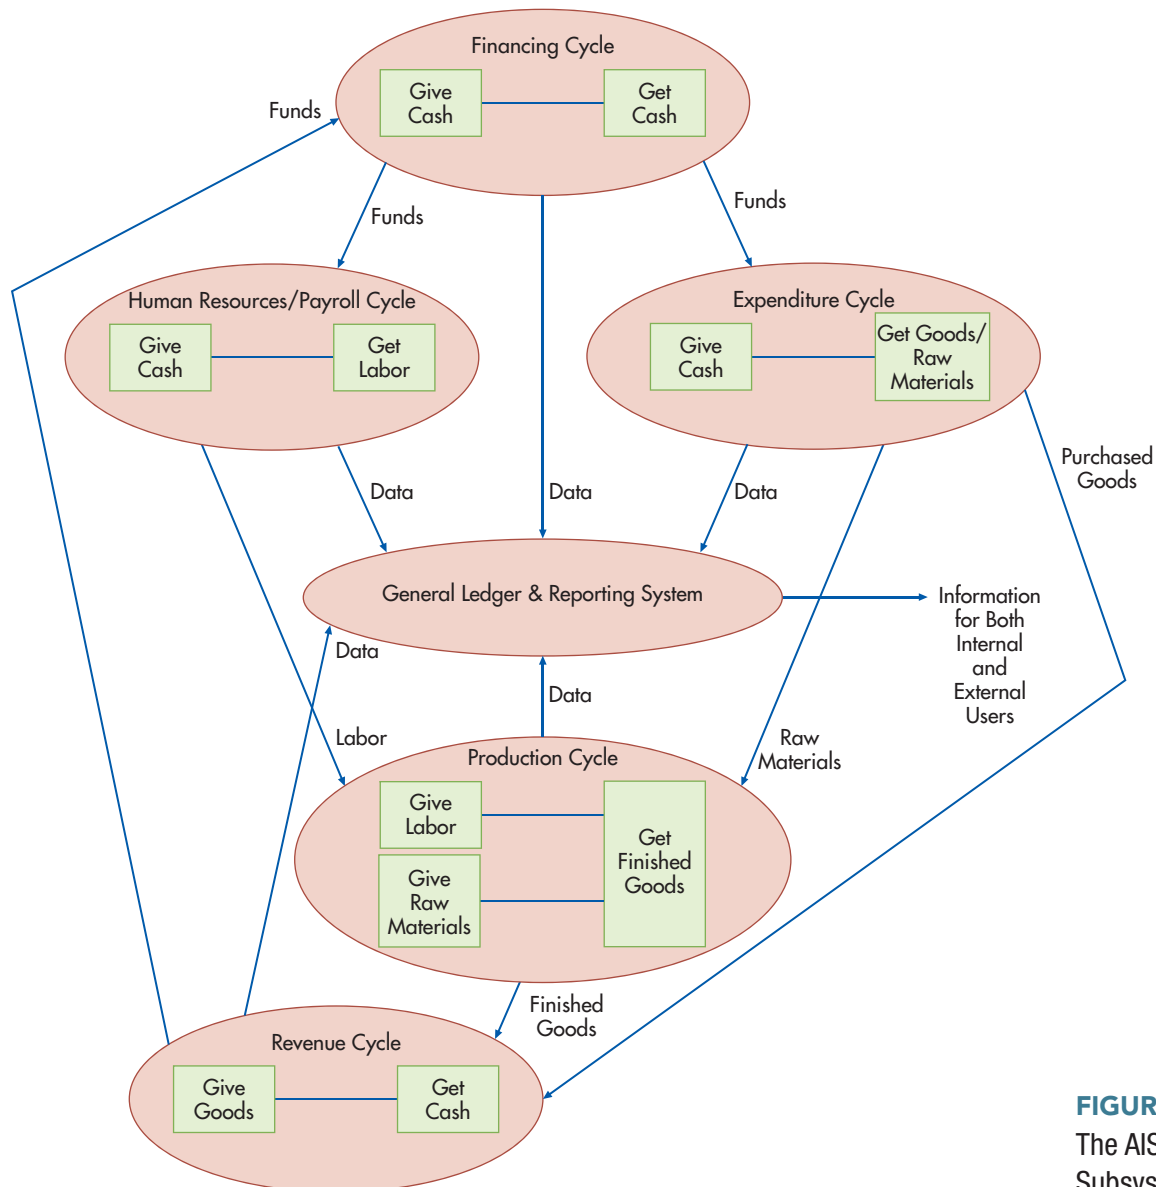 Financing Cycle
Give
Cash
Get
Cash
Funds
Funds
Funds
Human Resources/Payroll Cycle
Give
Cash
Get
Labor
Expenditure Cycle
Give
Cash
Get Goods/
Raw
Materials
Purchased
Goods
Data
Data
Data
General Ledger & Reporting System
Information
for Both
Internal
and
External
Users
Data
Data
Labor
Raw
Materials
Production Cycle
Give
Labor
Give
Raw
Materials
Get
Finished
Goods
Finished
Goods
Revenue Cycle
Give
Goods
Get
Cash
FIGUR
The AIS
Subsys